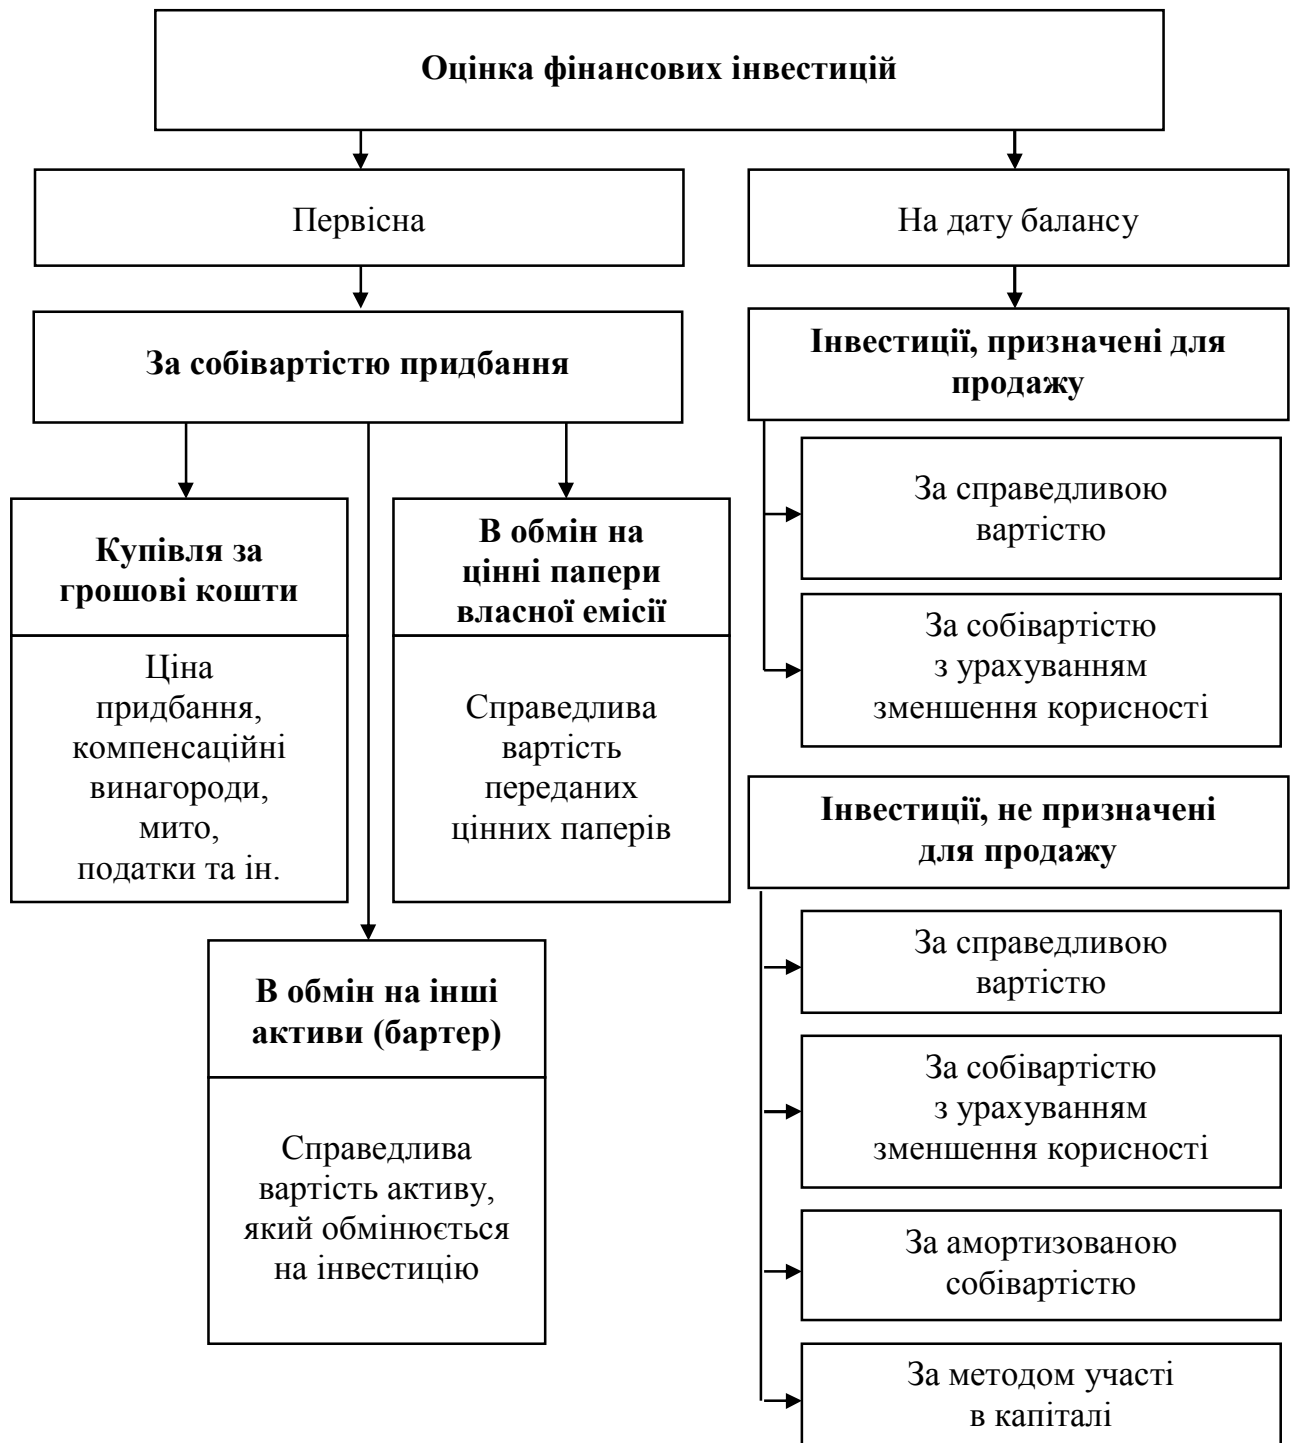 Оцінка фінансових інвестицій
Первісна
На дату балансу
За собівартістю придбання
Інвестиції, призначені для
продажу
За справедливою
вартістю
Купівля за
грошові кошти
В обмін на
цінні папери
власної емісії
За собівартістю
з урахуванням
зменшення корисності
Ціна
придбання,
компенсаційні
винагороди,
мито,
податки та ін.
Справедлива
вартість
переданих
цінних паперів
Інвестиції, не призначені
для продажу
За справедливою
вартістю
В обмін на інші
активи (бартер)
За собівартістю
з урахуванням
зменшення корисності
Справедлива
вартість активу,
який обмінюється
на інвестицію
За амортизованою
собівартістю
За методом участі
в капіталі